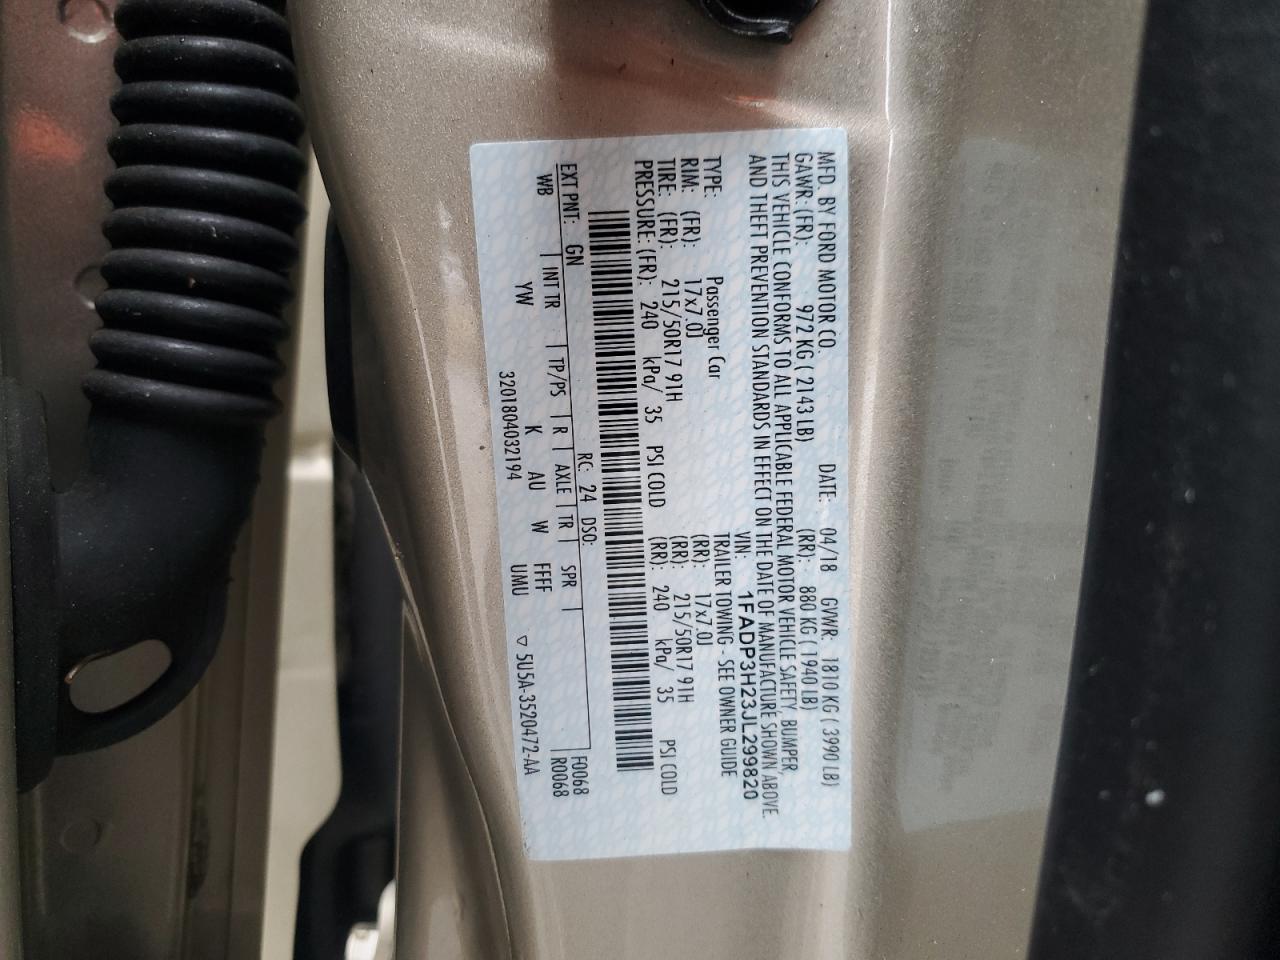 MFD. BY FORD MOTOR CO. DATE: 04/18 GVWR: 1810 KG ( 3990 LB)
GAWR: (FR): 972 KG ( 2143 LB) (RR): 880 KG ( 1940 LB)
THIS VEHICLE CONFORMS TO ALL APPLICABLE FEDERAL MOTOR VEHICLE SAFETY, BUMPER,
AND THEFT PREVENTION STANDARDS IN EFFECT ON THE DATE OF MANUFACTURE SHOWN ABOVE.
VIN: 1FADP3H23JL299820
TYPE: Passenger Car TRAILER TOWING - SEE OWNER GUIDE
RIM: (FR): 17x7.0J (RR): 17x7.0J
TIRE: (FR): 215/50R17 91H (RR): 215/50R17 91H
PRESSURE: (FR): 240 kPa/ 35 PSI COLD (RR): 240 kPa/ 35 PSI COLD
RC: 24 DSO: F0068
EXT PNT: GN R0068
WB INT TR TP/PS R AXLE TR SPR
YW K AU W FFFF
3201804032194 UMU ▽ 5U5A-3520472-AA